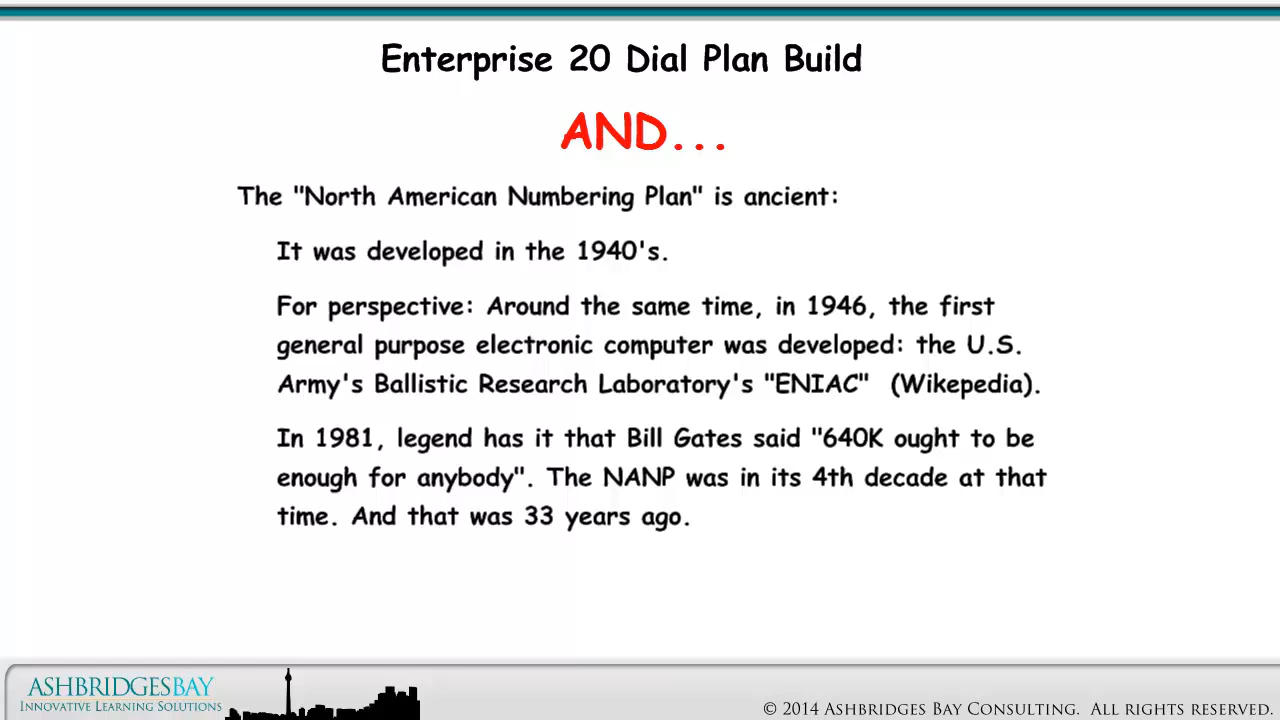 Enterprise 20 Dial Plan Build
AND...
The "North American Numbering Plan" is ancient:
It was developed in the 1940's.
For perspective: Around the same time, in 1946, the first
general purpose electronic computer was developed: the U.S.
Army's Ballistic Research Laboratory's "ENIAC" (Wikepedia).
In 1981, legend has it that Bill Gates said "640K ought to be
enough for anybody". The NANP was in its 4th decade at that
time. And that was 33 years ago.
ASHBRIDGESBAY
INNOVATIVE LEARNING SOLUTIONS
© 2014 ASHBRIDGES BAY CONSULTING. ALL RIGHTS RESERVED.